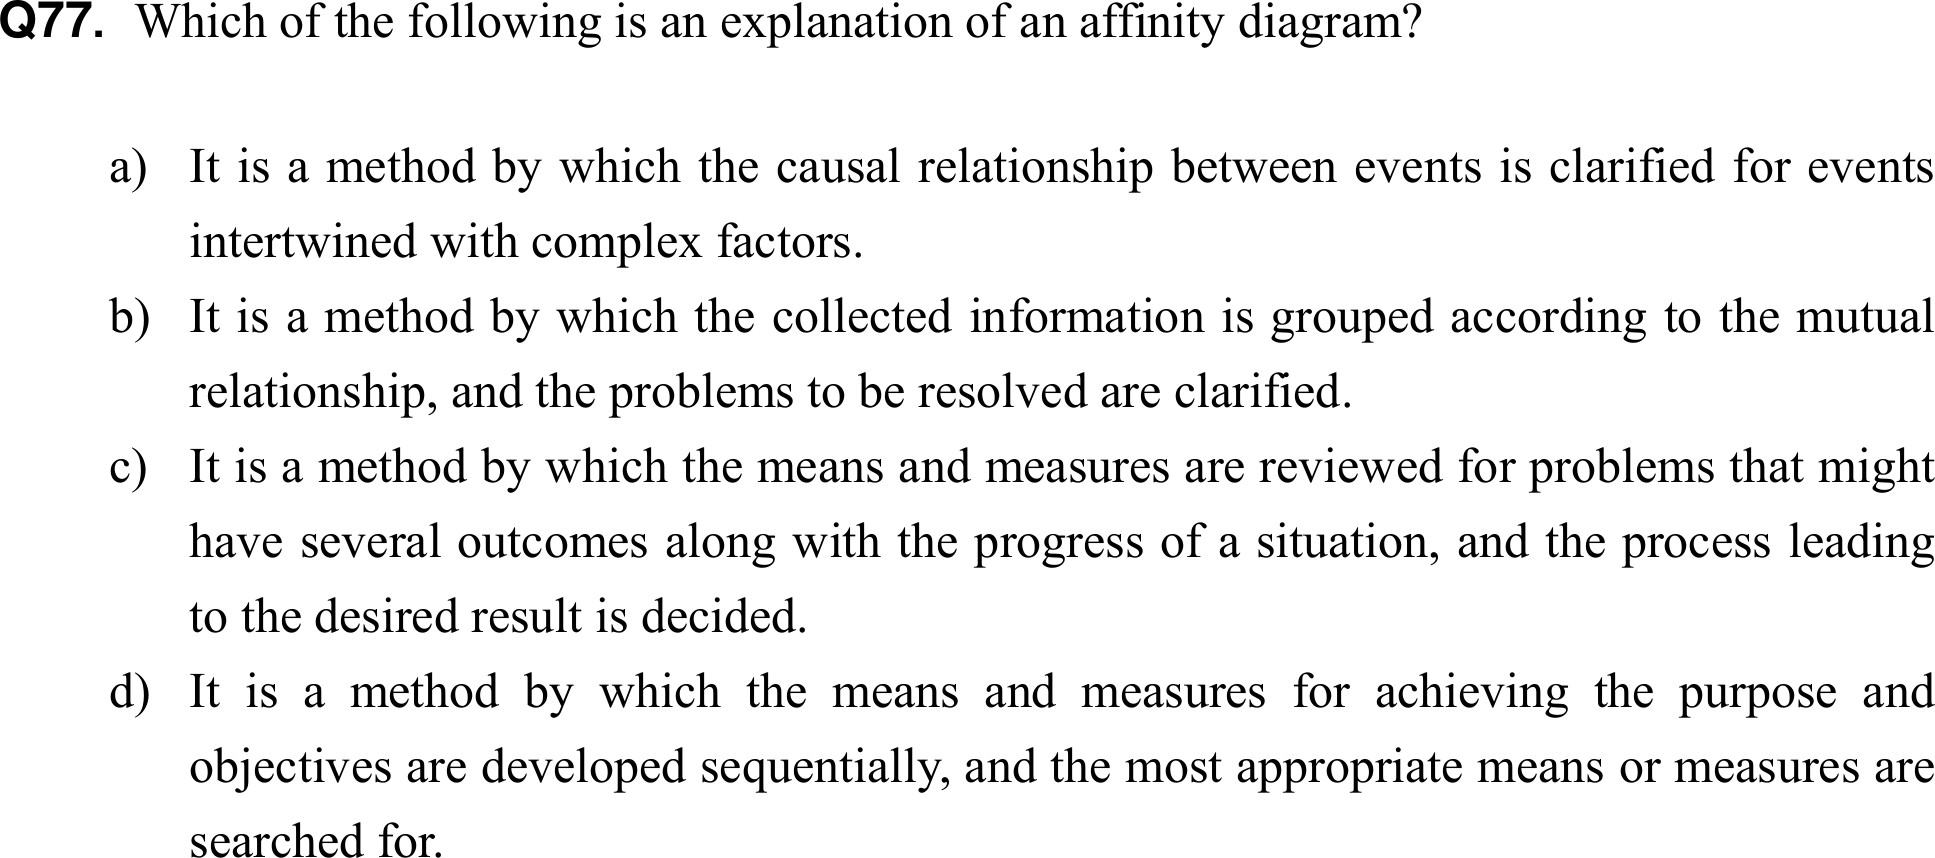 Q77. Which of the following is an explanation of an affinity diagram?
a) It is a method by which the causal relationship between events is clarified for events
intertwined with complex factors.
b) It is a method by which the collected information is grouped according to the mutual
relationship, and the problems to be resolved are clarified.
c) It is a method by which the means and measures are reviewed for problems that might
have several outcomes along with the progress of a situation, and the process leading
to the desired result is decided.
d) It is a method by which the means and measures for achieving the purpose and
objectives are developed sequentially, and the most appropriate means or measures are
searched for.